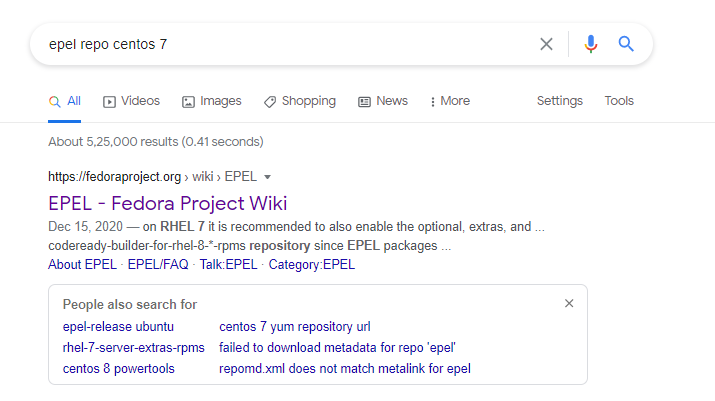 epel repo centos 7
All Videos Images Shopping News More Settings Tools
About 5,25,000 results (0.41 seconds)
https://fedoraproject.org › wiki › EPEL
EPEL - Fedora Project Wiki
Dec 15, 2020 — on RHEL 7 it is recommended to also enable the optional, extras, and ...
codeready-builder-for-rhel-8-*-rpms repository since EPEL packages ...
About EPEL · EPEL/FAQ · Talk:EPEL · Category:EPEL
People also search for
epel-release ubuntu centos 7 yum repository url
rhel-7-server-extras-rpms failed to download metadata for repo 'epel'
centos 8 powertools repomd.xml does not match metalink for epel